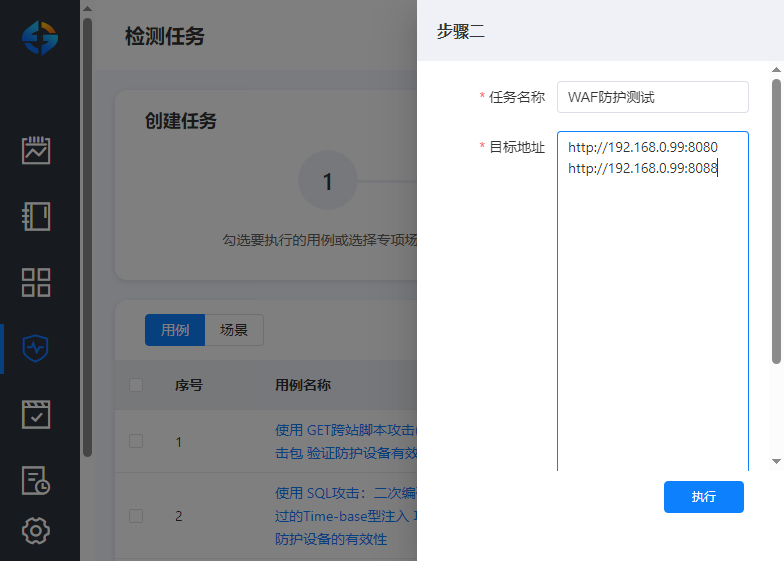 检测任务
创建任务
1
勾选要执行的用例或选择专项场
用例
场景
序号
用例名称
1
使用 GET跨站脚本攻击
击包 验证防护设备有效
2
使用 SQL攻击：二次编
过的Time-base型注入
防护设备的有效性
步骤二
* 任务名称
WAF防护测试
* 目标地址
http://192.168.0.99:8080
http://192.168.0.99:8088
执行